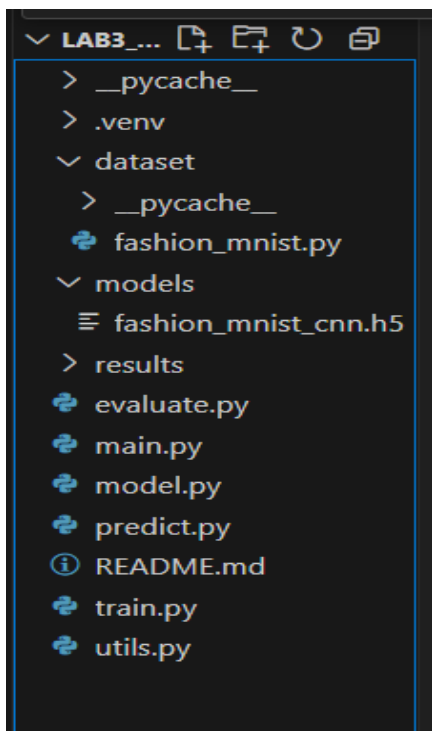 LAB3_...
__pycache__
.venv
dataset
__pycache__
fashion_mnist.py
models
fashion_mnist_cnn.h5
results
evaluate.py
main.py
model.py
predict.py
README.md
train.py
utils.py